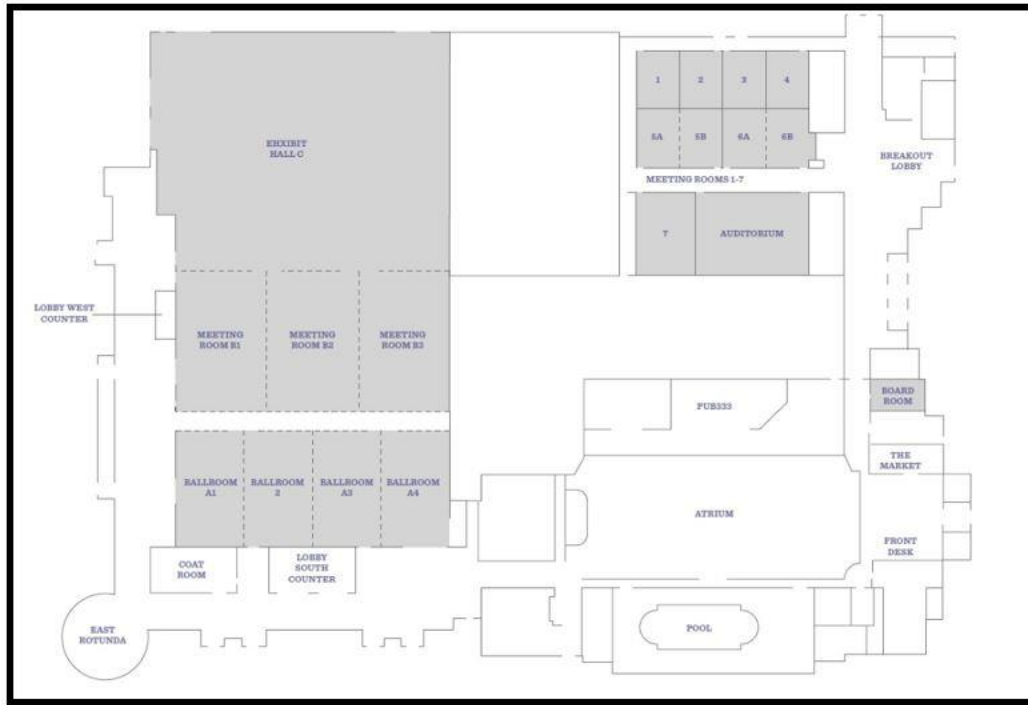 1
2
3
4
5A
5B
6A
6B
EHXIBIT
HALL C
BREAKOUT
LOBBY
MEETING ROOMS 1-7
7
AUDITORIUM
LOBBY WEST
COUNTER
MEETING
ROOM B1
MEETING
ROOM B2
MEETING
ROOM B3
BOARD
ROOM
PUB333
THE
MARKET
BALLROOM
A1
BALLROOM
2
BALLROOM
A3
BALLROOM
A4
ATRIUM
FRONT
DESK
COAT
ROOM
LOBBY
SOUTH
COUNTER
EAST
ROTUNDA
POOL